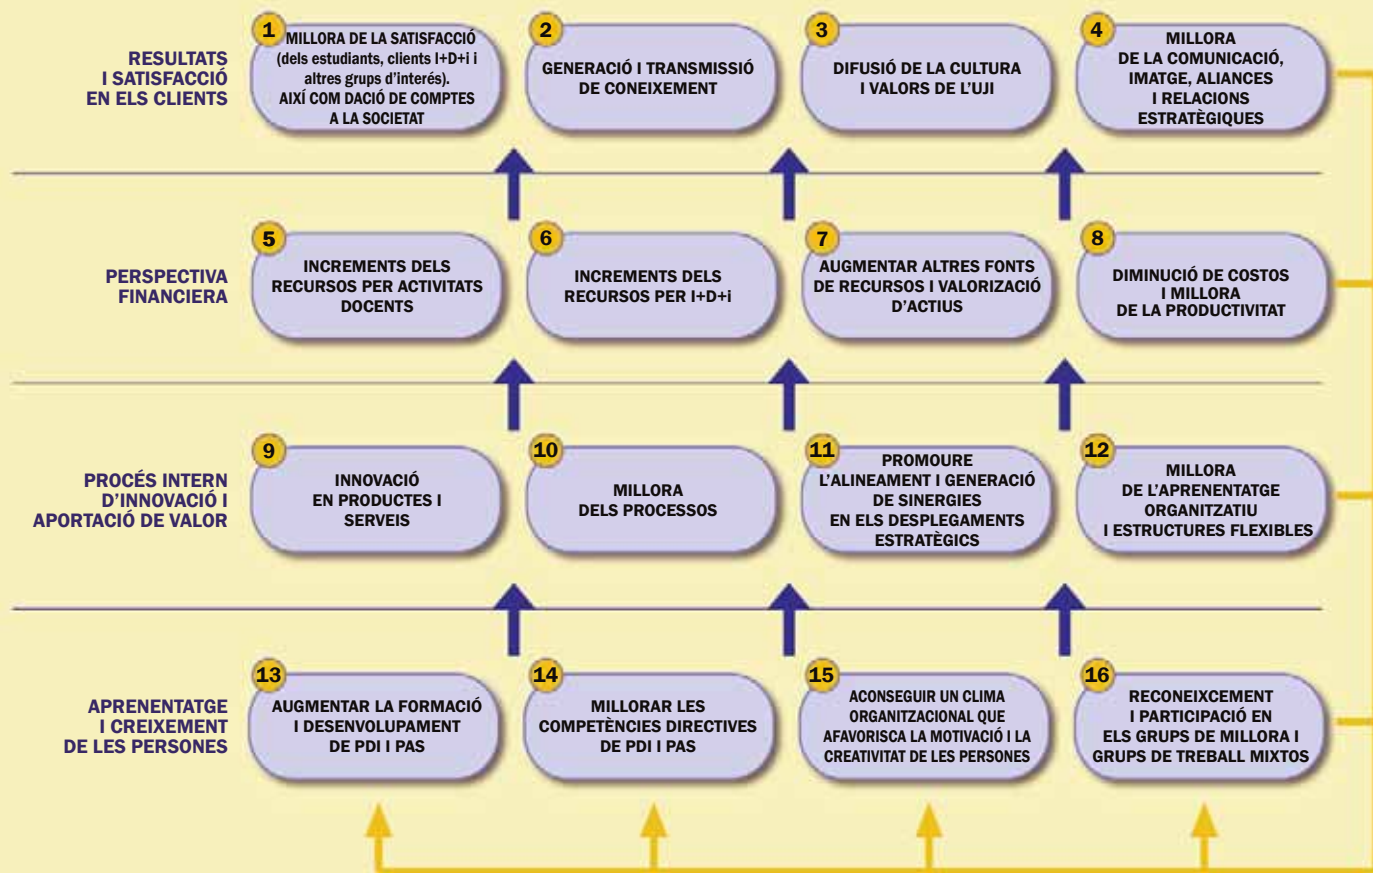 RESULTATS
I SATISFACCIÓ
EN ELS CLIENTS
1
MILLORA DE LA SATISFACCIÓ
(dels estudiants, clients I+D+i i
altres grups d'interés).
AIXÍ COM DACIÓ DE COMPTES
A LA SOCIETAT
2
GENERACIÓ I TRANSMISSIÓ
DE CONEIXEMENT
3
DIFUSIÓ DE LA CULTURA
I VALORS DE L'UJI
4
MILLORA
DE LA COMUNICACIÓ,
IMATGE, ALIANCES
I RELACIONS
ESTRATÈGIQUES
PERSPECTIVA
FINANCIERA
5
INCREMENTS DELS
RECURSOS PER ACTIVITATS
DOCENTS
6
INCREMENTS DELS
RECURSOS PER I+D+i
7
AUGMENTAR ALTRES FONTS
DE RECURSOS I VALORIZACIÓ
D'ACTIUS
8
DIMINUCIÓ DE COSTOS
I MILLORA
DE LA PRODUCTIVITAT
PROCÉS INTERN
D'INNOVACIÓ I
APORTACIÓ DE VALOR
9
INNOVACIÓ
EN PRODUCTES I
SERVEIS
10
MILLORA
DELS PROCESSOS
11
PROMOURE
L'ALINEAMENT I GENERACIÓ
DE SINERGIES
EN ELS DESPLEGAMENTS
ESTRATÈGICS
12
MILLORA
DE L'APRENENTATGE
ORGANITZATIU
I ESTRUCTURES FLEXIBLES
APRENENTATGE
I CREIXEMENT
DE LES PERSONES
13
AUGMENTAR LA FORMACIÓ
I DESENVOLUPAMENT
DE PDI I PAS
14
MILLORAR LES
COMPETÈNCIES DIRECTIVES
DE PDI I PAS
15
ACONSEGUIR UN CLIMA
ORGANITZACIONAL QUE
AFAVORISCA LA MOTIVACIÓ I LA
CREATIVITAT DE LES PERSONES
16
RECONEIXCEMENT
I PARTICIPACIÓ EN
ELS GRUPS DE MILLORA I
GRUPS DE TREBALL MIXTOS